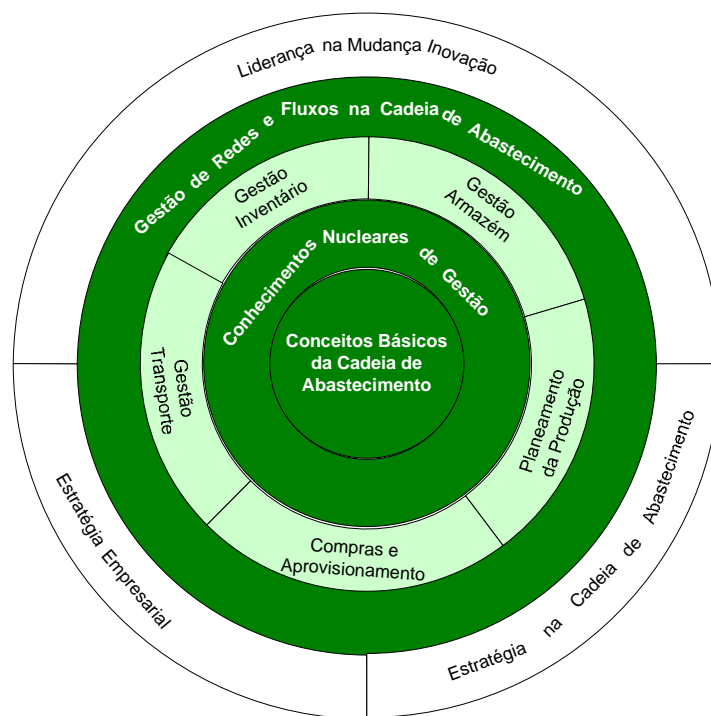 Liderança na Mudança Inovação
Gestão de Redes e Fluxos na Cadeia de Abastecimento
Gestão
Inventário
Gestão
Armazém
Conhecimentos Nucleares de Gestão
Conceitos Básicos
da Cadeia de
Abastecimento
Gestão
Transporte
Planeamento
da Produção
Compras e
Aprovisionamento
Estratégia Empresarial
Estratégia na Cadeia de Abastecimento